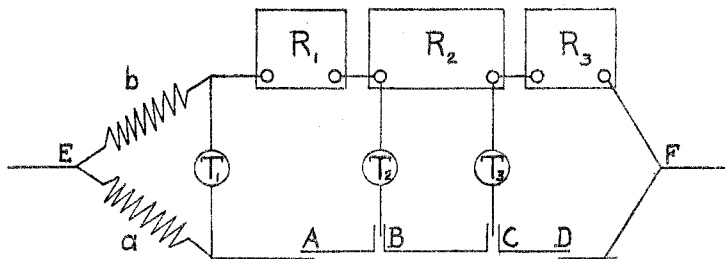 R₁ R₂ R₃
b
E T₁ T₂ T₃ F
a A B C D